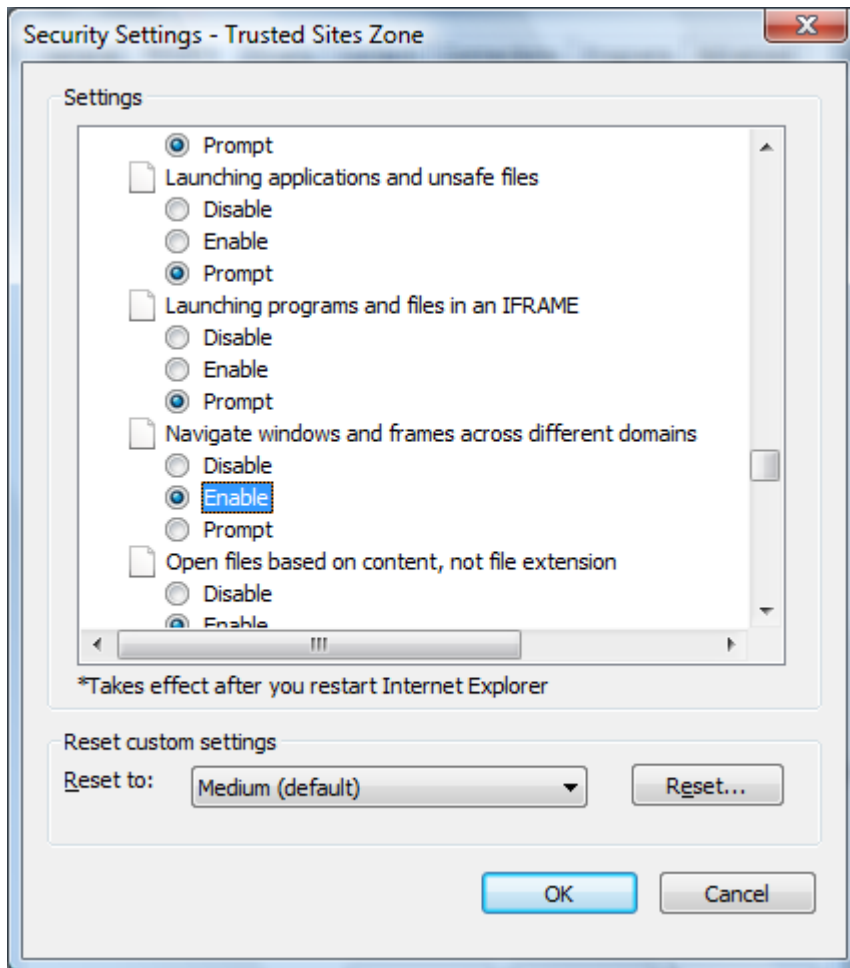 Security Settings - Trusted Sites Zone
Settings
Prompt
Launching applications and unsafe files
Disable
Enable
Prompt
Launching programs and files in an IFRAME
Disable
Enable
Prompt
Navigate windows and frames across different domains
Disable
Enable
Prompt
Open files based on content, not file extension
Disable
Enable
*Takes effect after you restart Internet Explorer
Reset custom settings
Reset to: Medium (default) Reset...
OK Cancel